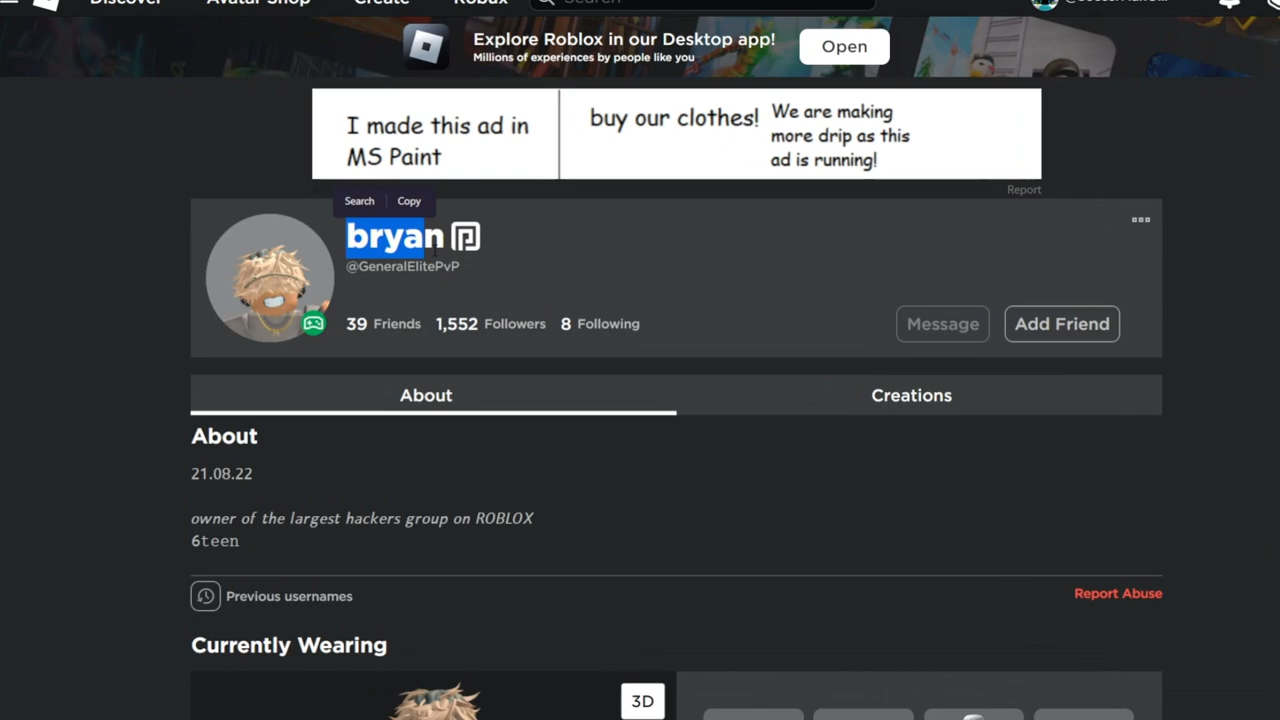 Discover Avatar Shop Create Robux Search
Explore Roblox in our Desktop app!
Millions of experiences by people like you
Open
I made this ad in
MS Paint
buy our clothes!
We are making
more drip as this
ad is running!
Report
Search Copy
bryan
@GeneralElitePvP
39 Friends 1,552 Followers 8 Following
Message Add Friend
About Creations
About
21.08.22
owner of the largest hackers group on ROBLOX
6teen
Previous usernames
Report Abuse
Currently Wearing
3D